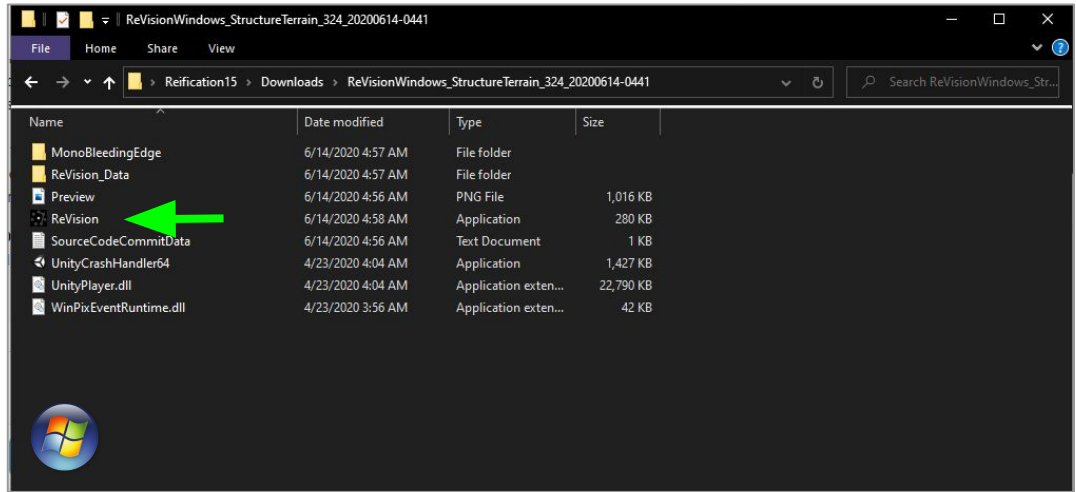 ReVisionWindows_StructureTerrain_324_20200614-0441
File Home Share View
Reification15 > Downloads > ReVisionWindows_StructureTerrain_324_20200614-0441 Search ReVisionWindows_Str...
Name Date modified Type Size
MonoBleedingEdge 6/14/2020 4:57 AM File folder
ReVision_Data 6/14/2020 4:57 AM File folder
Preview 6/14/2020 4:56 AM PNG File 1,016 KB
ReVision 6/14/2020 4:58 AM Application 280 KB
SourceCodeCommitData 6/14/2020 4:56 AM Text Document 1 KB
UnityCrashHandler64 4/23/2020 4:04 AM Application 1,427 KB
UnityPlayer.dll 4/23/2020 4:04 AM Application exten... 22,790 KB
WinPixEventRuntime.dll 4/23/2020 3:56 AM Application exten... 42 KB